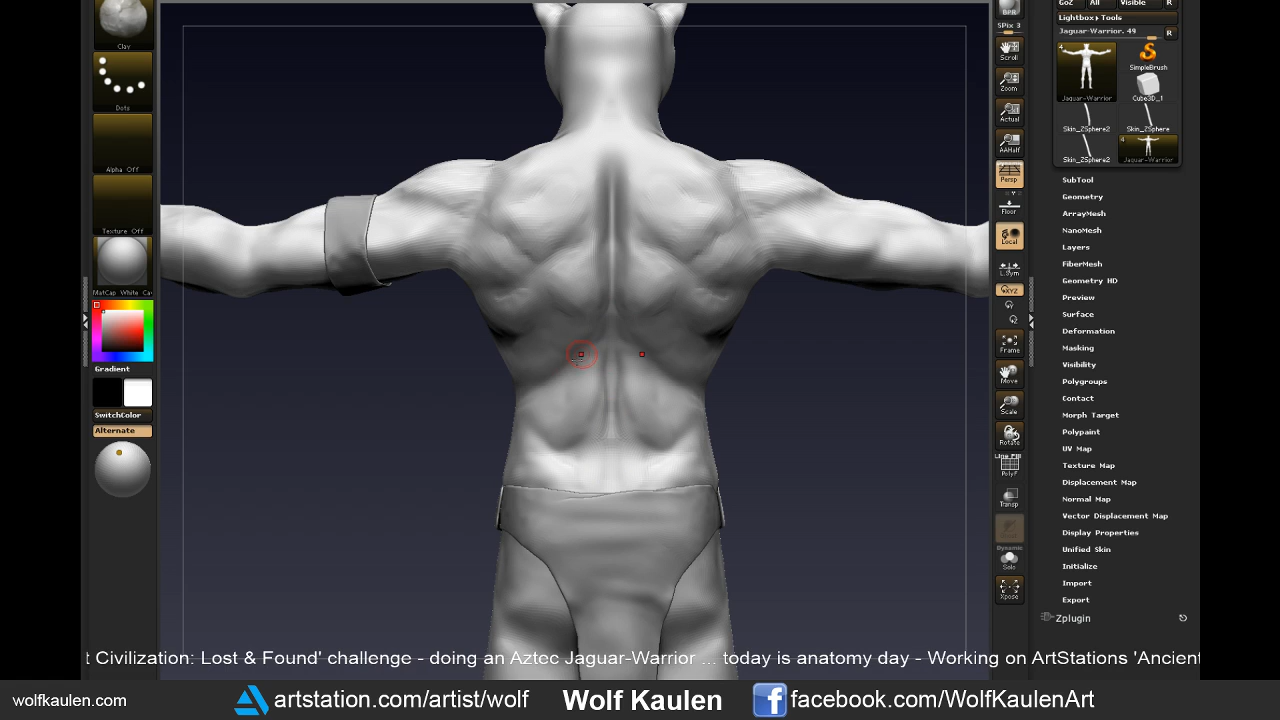 Clay
Dots
Alpha Off
Texture Off
MatCap White Ca
Gradient
SwitchColor
Alternate
BPR
SPix 3
Scroll
Zoom
Actual
AAHalf
Persp
Floor
Local
L.Sym
XYZ
Frame
Move
Scale
Rotate
Line Fill
PolyF
Transp
Dynamic
Solo
Xpose
GoZ All Visible R
Lightbox▸Tools
Jaguar-Warrior. 49 R
4
Jaguar-Warrior
SimpleBrush
Cube3D_1
Skin_ZSphere2
Skin_ZSphere
4
Skin_ZSphere2
Jaguar-Warrior
SubTool
Geometry
ArrayMesh
NanoMesh
Layers
FiberMesh
Geometry HD
Preview
Surface
Deformation
Masking
Visibility
Polygroups
Contact
Morph Target
Polypaint
UV Map
Texture Map
Displacement Map
Normal Map
Vector Displacement Map
Display Properties
Unified Skin
Initialize
Import
Export
Zplugin
t Civilization: Lost & Found' challenge - doing an Aztec Jaguar-Warrior ... today is anatomy day - Working on ArtStations 'Ancient
wolfkaulen.com artstation.com/artist/wolf Wolf Kaulen facebook.com/WolfKaulenArt